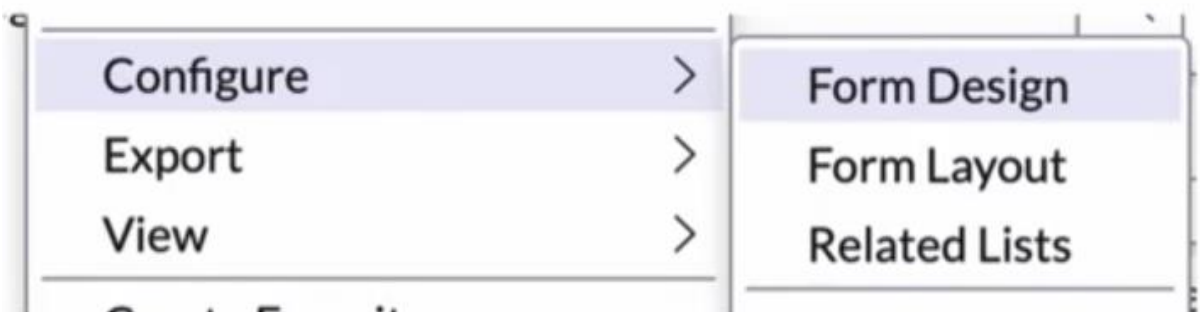 Configure
Export
View
Form Design
Form Layout
Related Lists